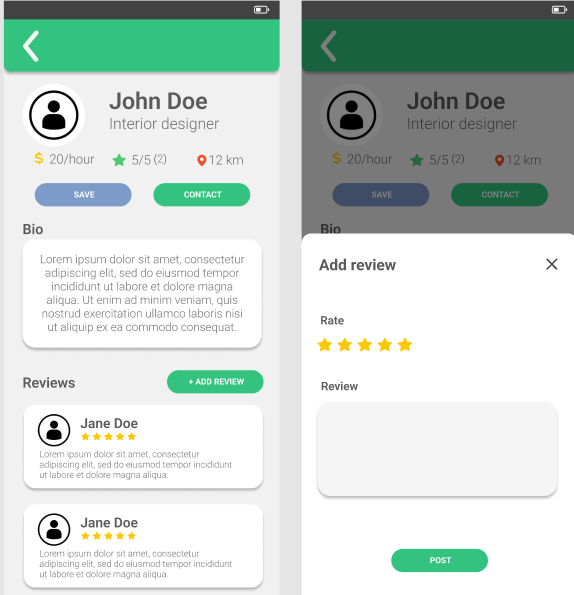 John Doe
Interior designer
$ 20/hour 5/5 (2) 12 km
SAVE CONTACT
Bio
Lorem ipsum dolor sit amet, consectetur
adipiscing elit, sed do eiusmod tempor
incididunt ut labore et dolore magna
aliqua. Ut enim ad minim veniam, quis
nostrud exercitation ullamco laboris nisi
ut aliquip ex ea commodo consequat.
Reviews + ADD REVIEW
Jane Doe
Lorem ipsum dolor sit amet, consectetur
adipiscing elit, sed do eiusmod tempor incididunt
ut labore et dolore magna aliqua.
Jane Doe
Lorem ipsum dolor sit amet, consectetur
adipiscing elit, sed do eiusmod tempor incididunt
ut labore et dolore magna aliqua.
John Doe
Interior designer
$ 20/hour 5/5 (2) 12 km
SAVE CONTACT
Bio
Add review
Rate
Review
POST